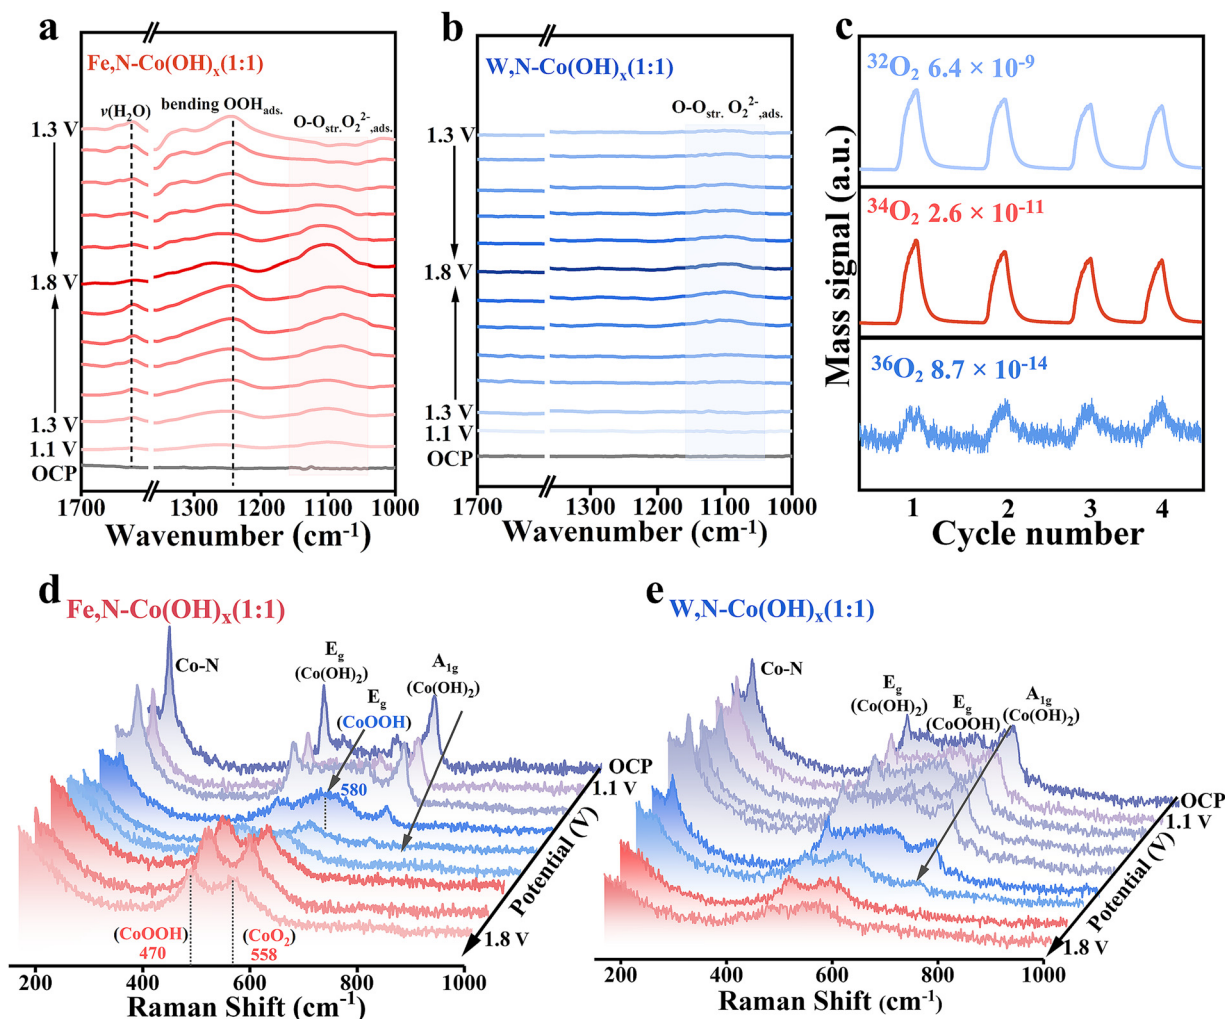 a
Fe,N-Co(OH)x(1:1)
ν(H2O)
bending OOHads.
O-Ostr. O2²⁻,ads.
1.3 V
1.8 V
1.3 V
1.1 V
OCP
1700
1300
1200
1100
1000
Wavenumber (cm⁻¹)
b
W,N-Co(OH)x(1:1)
O-Ostr. O2²⁻,ads.
1.3 V
1.8 V
1.3 V
1.1 V
OCP
1700
1300
1200
1100
1000
Wavenumber (cm⁻¹)
c
³²O2 6.4 × 10⁻⁹
³⁴O2 2.6 × 10⁻¹¹
³⁶O2 8.7 × 10⁻¹⁴
Mass signal (a.u.)
1
2
3
4
Cycle number
d
Fe,N-Co(OH)x(1:1)
Co-N
Eg
(Co(OH)2)
Eg
(CoOOH)
580
A1g
(Co(OH)2)
OCP
1.1 V
Potential (V)
1.8 V
(CoOOH)
470
(CoO2)
558
200
400
600
800
1000
Raman Shift (cm⁻¹)
e
W,N-Co(OH)x(1:1)
Co-N
Eg
(Co(OH)2)
Eg
(CoOOH)
A1g
(Co(OH)2)
OCP
1.1 V
Potential (V)
1.8 V
200
400
600
800
1000
Raman Shift (cm⁻¹)